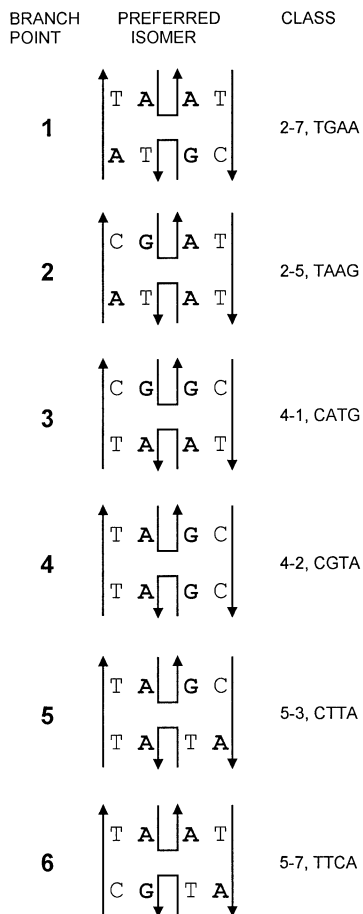 BRANCH POINT PREFERRED ISOMER CLASS
T A A T
1 2-7, TGAA
A T G C
C G A T
2 2-5, TAAG
A T A T
C G G C
3 4-1, CATG
T A A T
T A G C
4 4-2, CGTA
T A G C
T A G C
5 5-3, CTTA
T A T A
T A A T
6 5-7, TTCA
C G T A